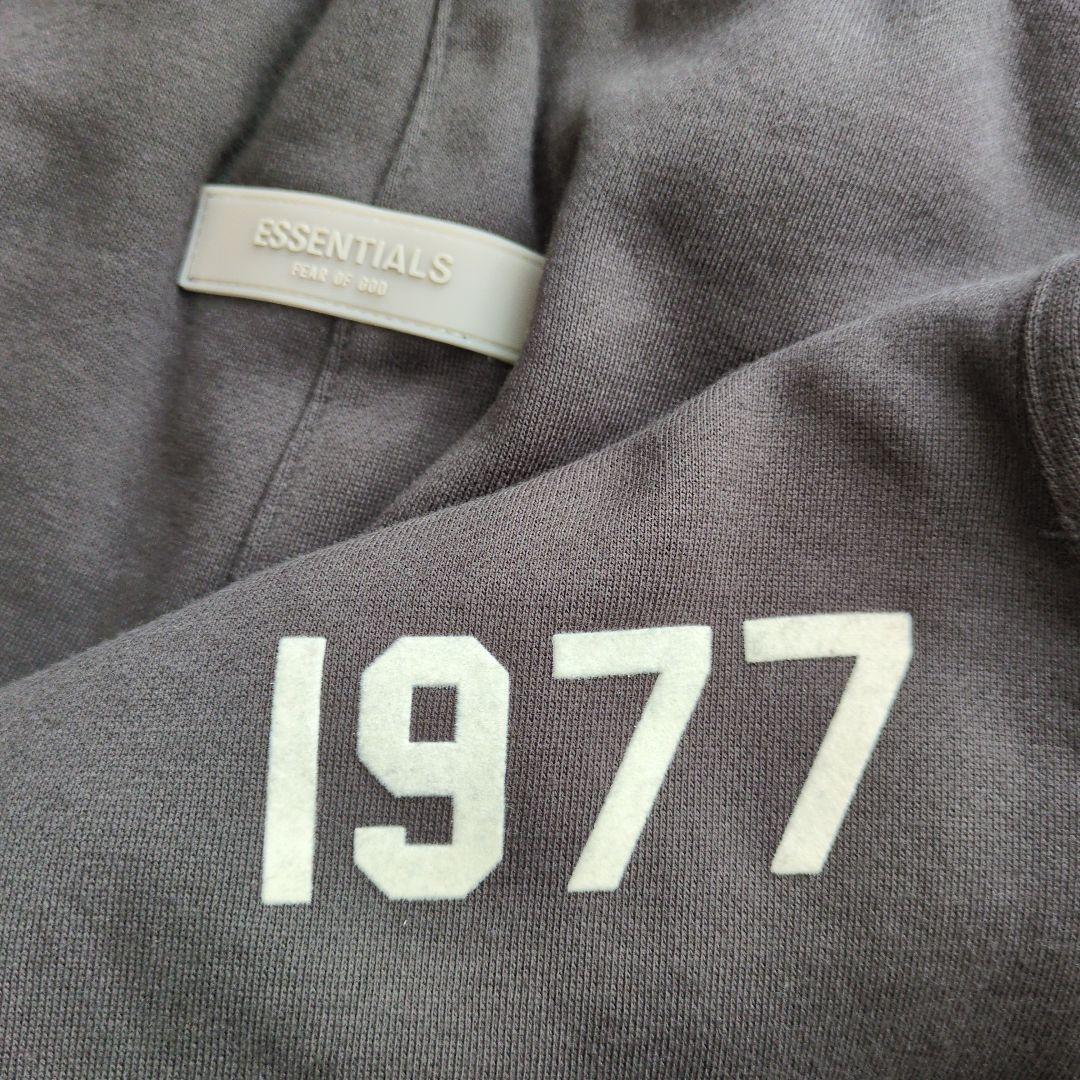 ESSENTIALS
FEAR OF GOD
1977